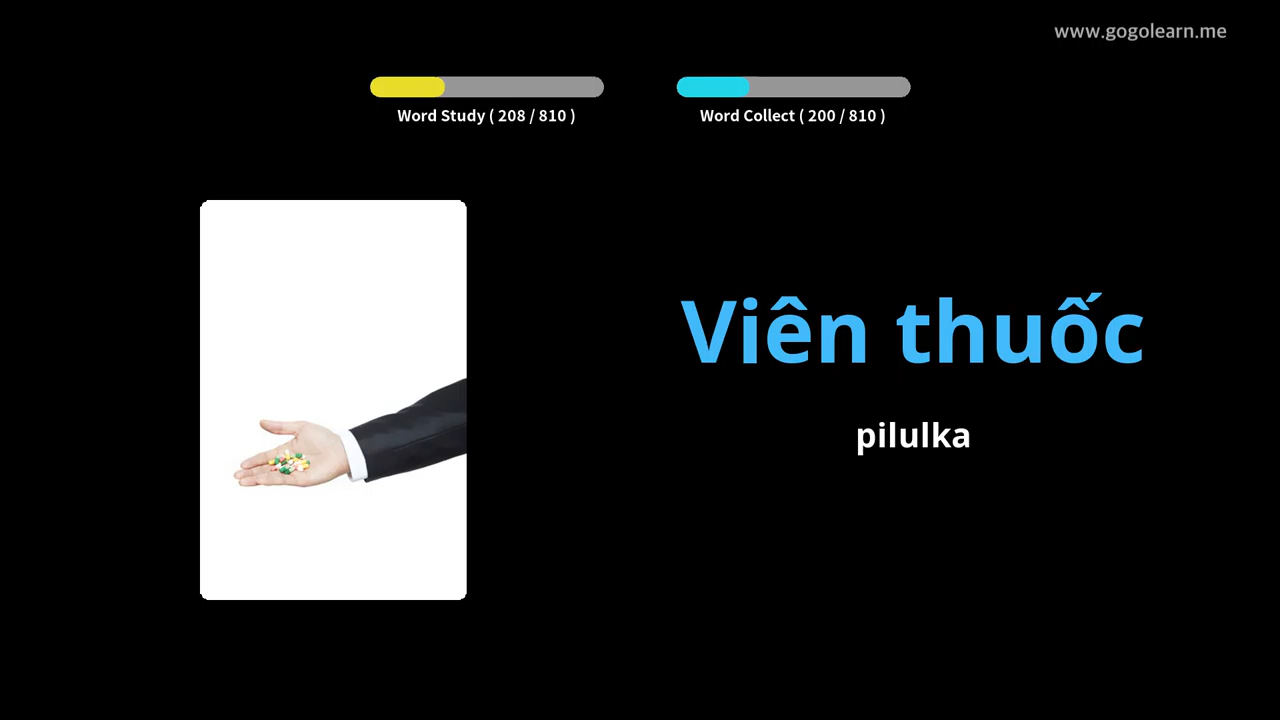 www.gogolearn.me
Word Study ( 208 / 810 )
Word Collect ( 200 / 810 )
Viên thuốc
pilulka